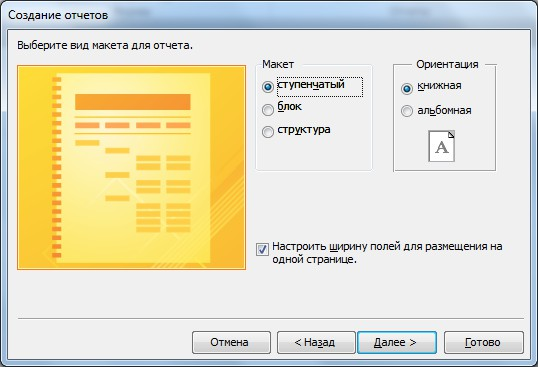 Создание отчетов
Выберите вид макета для отчета.
Макет
ступенчатый
блок
структура
Ориентация
книжная
альбомная
A
Настроить ширину полей для размещения на
одной странице.
Отмена
< Назад
Далее >
Готово